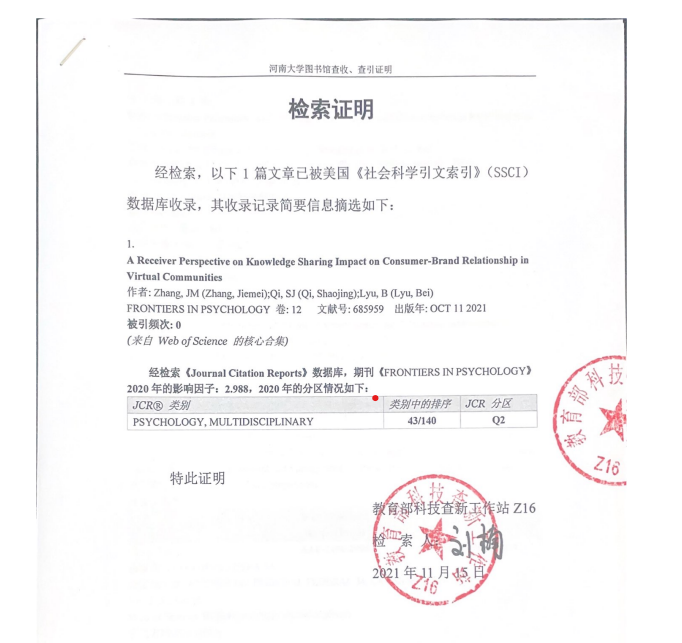 河南大学图书馆查收、查引证明
检索证明
经检索，以下 1 篇文章已被美国《社会科学引文索引》（SSCI）
数据库收录，其收录记录简要信息摘选如下：
1.
A Receiver Perspective on Knowledge Sharing Impact on Consumer-Brand Relationship in
Virtual Communities
作者: Zhang, JM (Zhang, Jiemei);Qi, SJ (Qi, Shaojing);Lyu, B (Lyu, Bei)
FRONTIERS IN PSYCHOLOGY 卷: 12 文献号: 685959 出版年: OCT 11 2021
被引频次: 0
(来自 Web of Science 的核心合集)
经检索《Journal Citation Reports》数据库，期刊《FRONTIERS IN PSYCHOLOGY》
2020 年的影响因子：2.988，2020 年的分区情况如下：
JCR® 类别 类别中的排序 JCR 分区
PSYCHOLOGY, MULTIDISCIPLINARY 43/140 Q2
教育部科技
Z16
特此证明
教育部科技查新工作站 Z16
检 索 人：
2021 年 11 月 15 日
教育部科技查新工作站
Z16